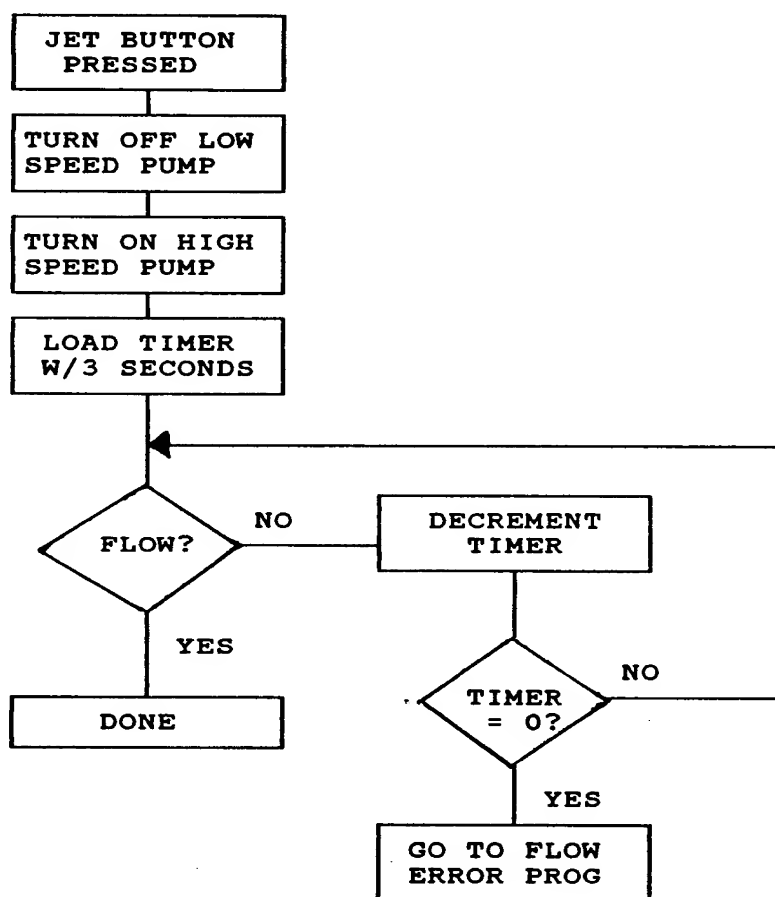 JET BUTTON
PRESSED
TURN OFF LOW
SPEED PUMP
TURN ON HIGH
SPEED PUMP
LOAD TIMER
W/3 SECONDS
FLOW?
NO
DECREMENT
TIMER
YES
DONE
TIMER
= 0?
NO
YES
GO TO FLOW
ERROR PROG